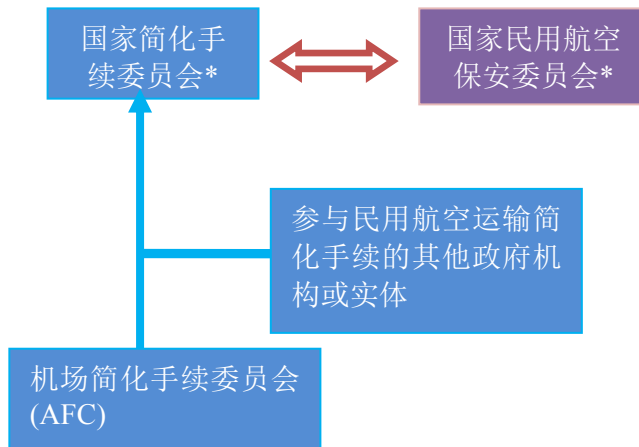 国家简化手
续委员会*
国家民用航空
保安委员会*
参与民用航空运输简
化手续的其他政府机
构或实体
机场简化手续委员会
(AFC)